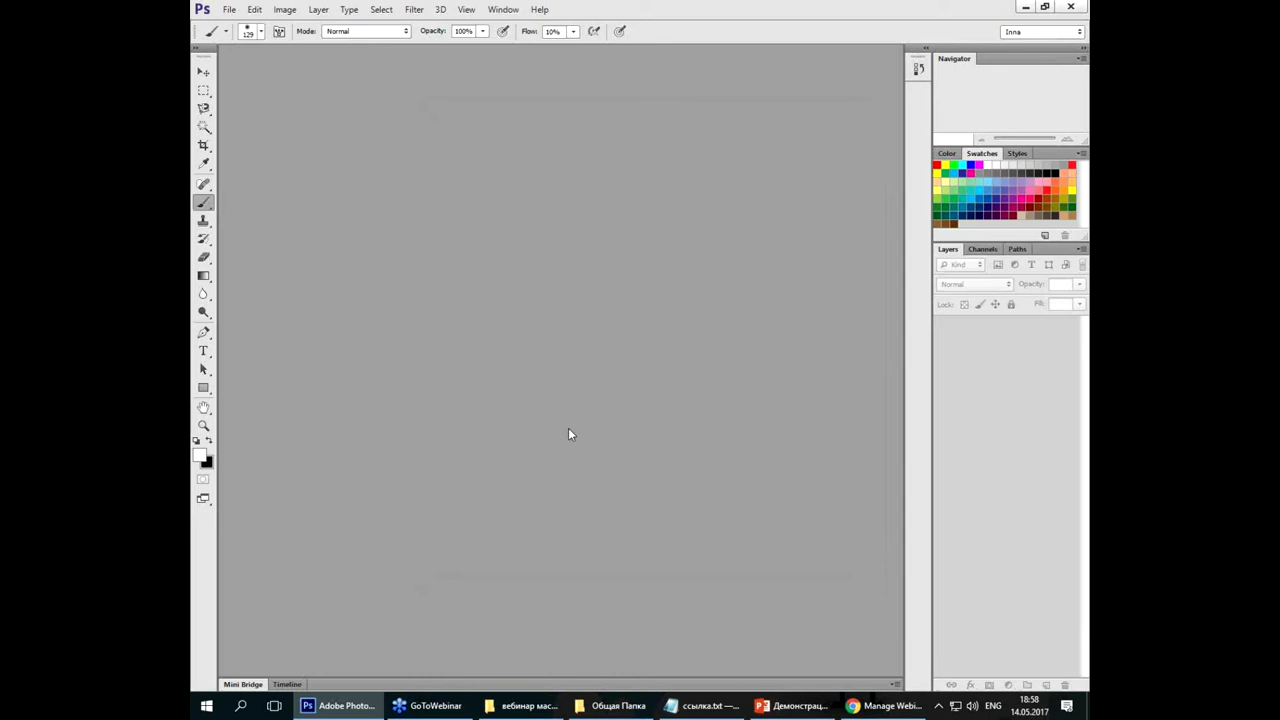 Ps File Edit Image Layer Type Select Filter 3D View Window Help
129 Mode: Normal Opacity: 100% Flow: 10% Inna
Navigator
Color Swatches Styles
Layers Channels Paths
Kind
Normal Opacity:
Lock: Fill:
Mini Bridge Timeline
Ps Adobe Photo... GoToWebinar вебинар мас... Общая Папка ссылка.txt —... Демонстрац... Manage Webi... ENG 18:58
14.05.2017